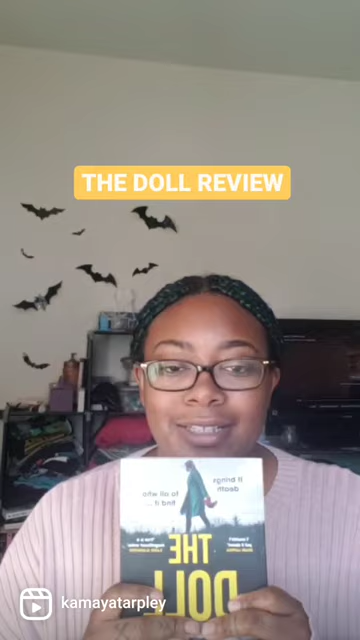 THE DOLL REVIEW
It brings
death
to all who
find it ...
THE
DOLL
kamayatarpley